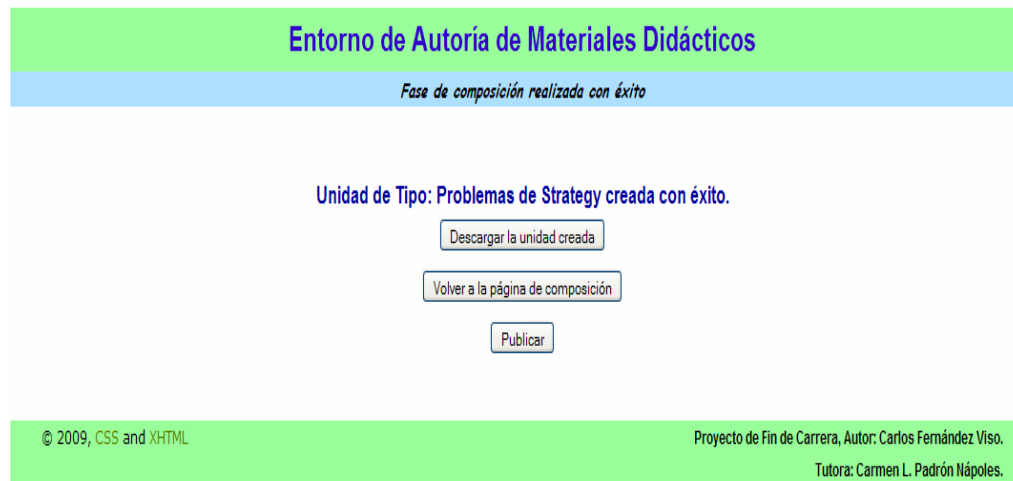 Entorno de Autoría de Materiales Didácticos
Fase de composición realizada con éxito
Unidad de Tipo: Problemas de Strategy creada con éxito.
Descargar la unidad creada
Volver a la página de composición
Publicar
© 2009, CSS and XHTML
Proyecto de Fin de Carrera, Autor: Carlos Fernández Viso.
Tutora: Carmen L. Padrón Nápoles.